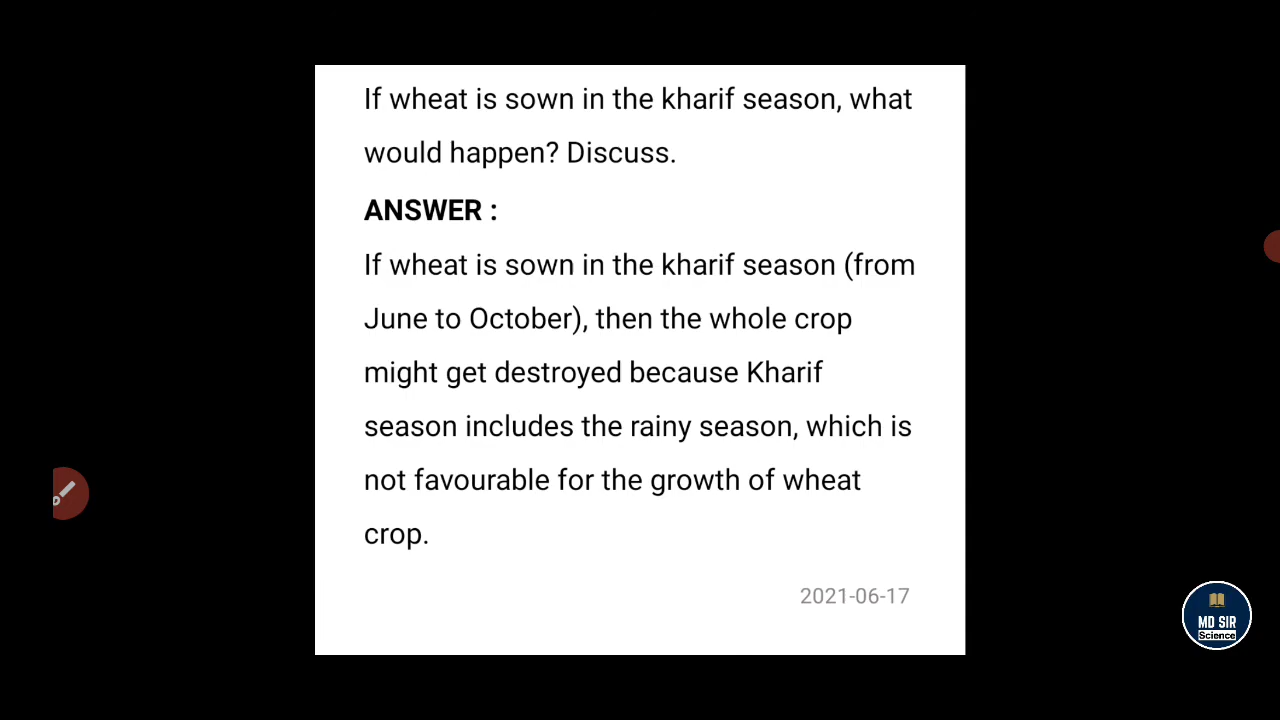 If wheat is sown in the kharif season, what
would happen? Discuss.
ANSWER :
If wheat is sown in the kharif season (from
June to October), then the whole crop
might get destroyed because Kharif
season includes the rainy season, which is
not favourable for the growth of wheat
crop.
2021-06-17
MD SIR
Science